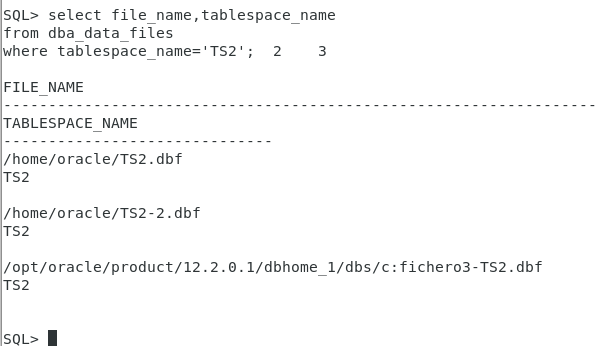 SQL> select file_name,tablespace_name
from dba_data_files
where tablespace_name='TS2';  2    3
FILE_NAME
------------------------------------------------------------------
TABLESPACE_NAME
------------------------------
/home/oracle/TS2.dbf
TS2
/home/oracle/TS2-2.dbf
TS2
/opt/oracle/product/12.2.0.1/dbhome_1/dbs/c:fichero3-TS2.dbf
TS2
SQL>